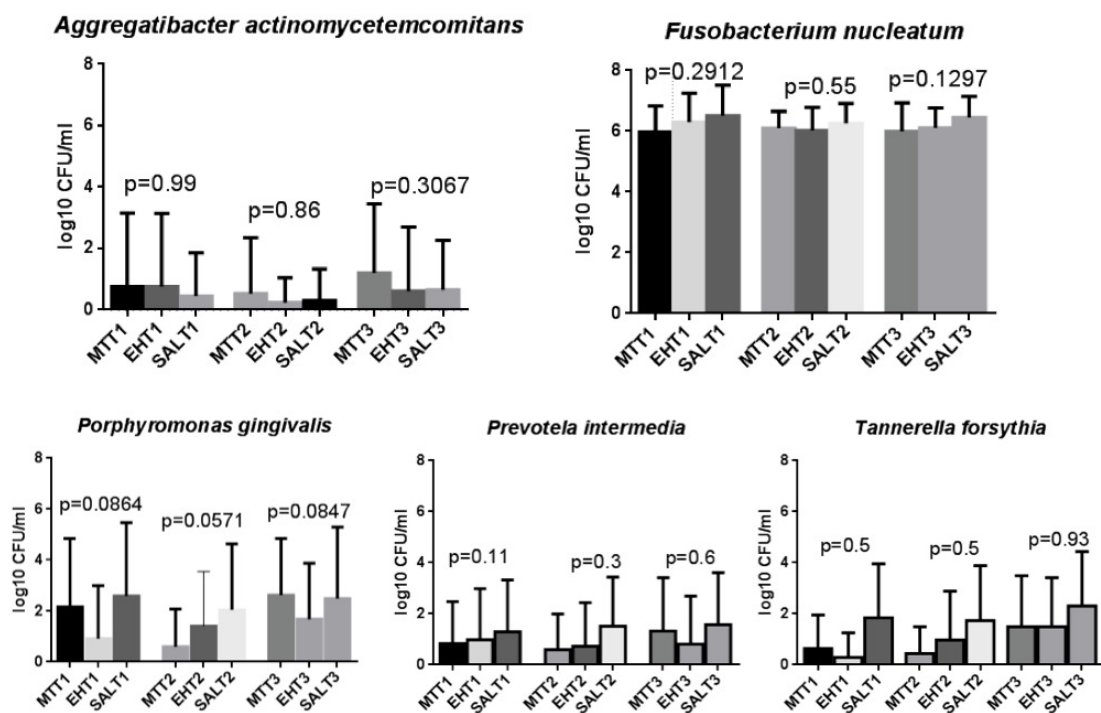 Aggregatibacter actinomycetemcomitans
log10 CFU/ml
8
6
4
2
0
p=0.99
p=0.86
p=0.3067
MTT1
EHT1
SALT1
MTT2
EHT2
SALT2
MTT3
EHT3
SALT3
Fusobacterium nucleatum
log10 CFU/ml
8
6
4
2
0
p=0.2912
p=0.55
p=0.1297
MTT1
EHT1
SALT1
MTT2
EHT2
SALT2
MTT3
EHT3
SALT3
Porphyromonas gingivalis
log10 CFU/ml
8
6
4
2
0
p=0.0864
p=0.0571
p=0.0847
MTT1
EHT1
SALT1
MTT2
EHT2
SALT2
MTT3
EHT3
SALT3
Prevotela intermedia
log10 CFU/ml
8
6
4
2
0
p=0.11
p=0.3
p=0.6
MTT1
EHT1
SALT1
MTT2
EHT2
SALT2
MTT3
EHT3
SALT3
Tannerella forsythia
log10 CFU/ml
8
6
4
2
0
p=0.5
p=0.5
p=0.93
MTT1
EHT1
SALT1
MTT2
EHT2
SALT2
MTT3
EHT3
SALT3